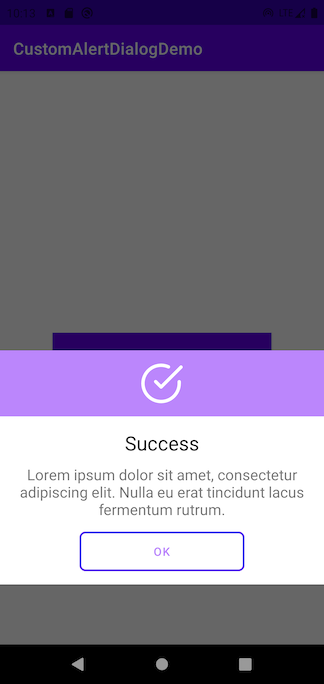 CustomAlertDialogDemo
Success
Lorem ipsum dolor sit amet, consectetur
adipiscing elit. Nulla eu erat tincidunt lacus
fermentum rutrum.
OK